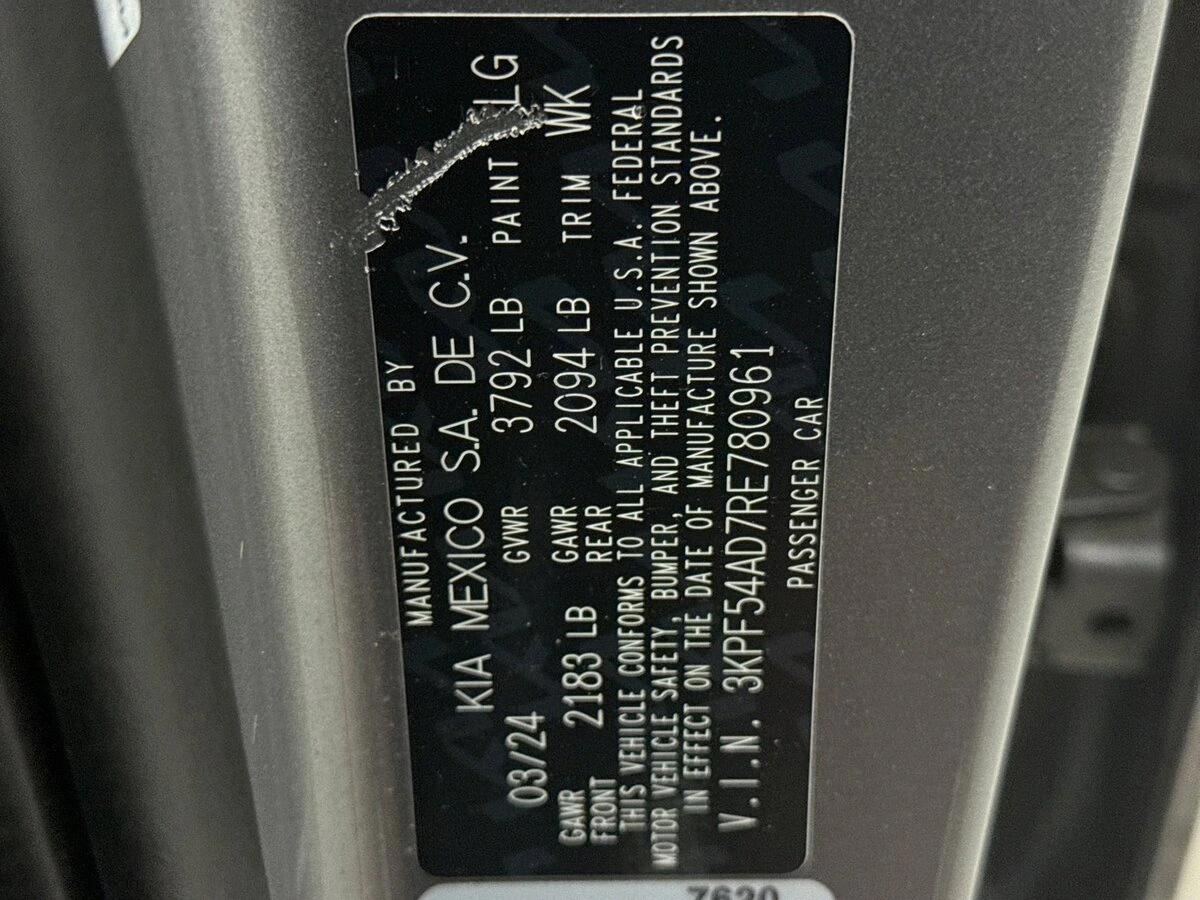 MANUFACTURED BY
KIA MEXICO S.A. DE C.V.
03/24 GVWR 3792 LB PAINT LG
GAWR FRONT 2183 LB GAWR REAR 2094 LB TRIM WK
THIS VEHICLE CONFORMS TO ALL APPLICABLE U.S.A. FEDERAL
MOTOR VEHICLE SAFETY, BUMPER, AND THEFT PREVENTION STANDARDS
IN EFFECT ON THE DATE OF MANUFACTURE SHOWN ABOVE.
V.I.N. 3KPF54AD7RE780961
PASSENGER CAR